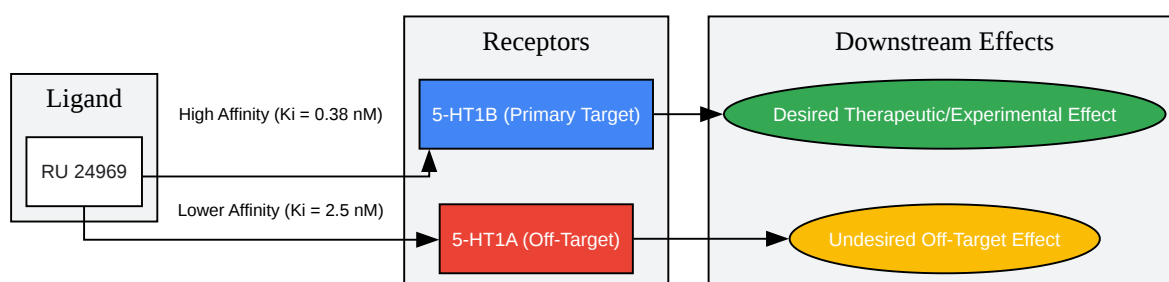 Ligand
RU 24969
High Affinity (Ki = 0.38 nM)
Lower Affinity (Ki = 2.5 nM)
Receptors
5-HT1B (Primary Target)
5-HT1A (Off-Target)
Downstream Effects
Desired Therapeutic/Experimental Effect
Undesired Off-Target Effect